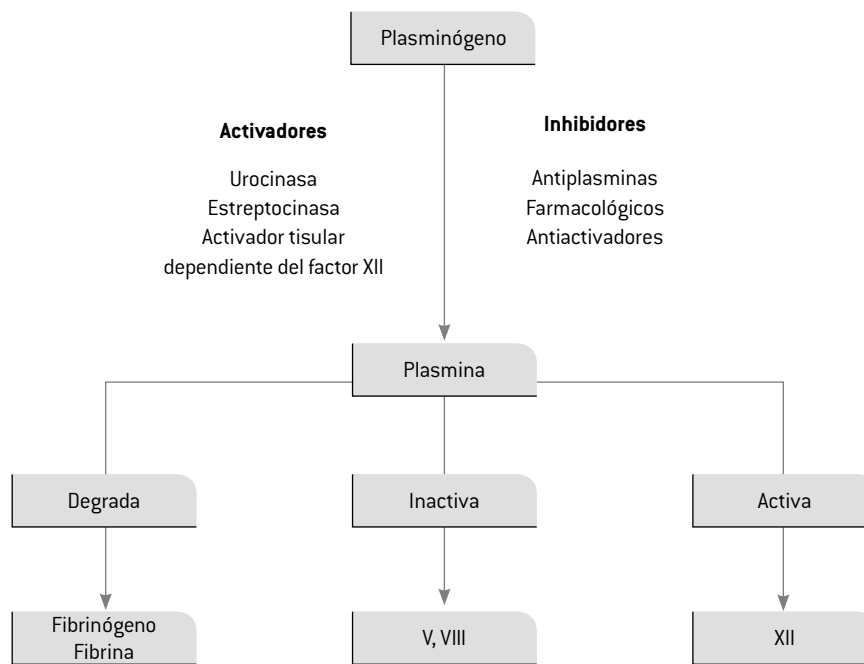 Plasminógeno
Activadores
Urocinasa
Estreptocinasa
Activador tisular
dependiente del factor XII
Inhibidores
Antiplasminas
Farmacológicos
Antiactivadores
Plasmina
Degrada
Inactiva
Activa
Fibrinógeno
Fibrina
V, VIII
XII